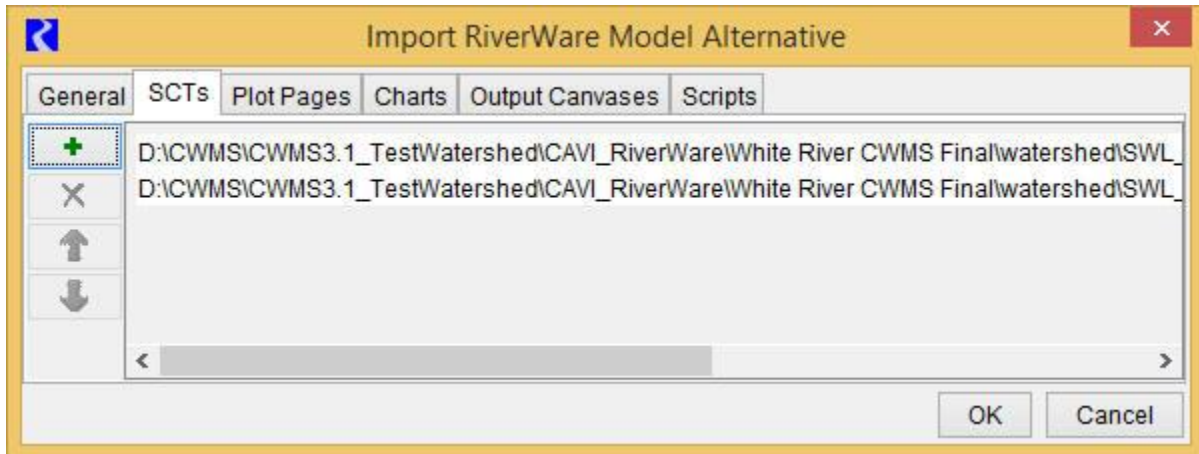 Import RiverWare Model Alternative
General SCTs Plot Pages Charts Output Canvases Scripts
D:\CWMS\CWMS3.1_TestWatershed\CAVI_RiverWare\White River CWMS Final\watershed\SWL_
D:\CWMS\CWMS3.1_TestWatershed\CAVI_RiverWare\White River CWMS Final\watershed\SWL_
OK Cancel